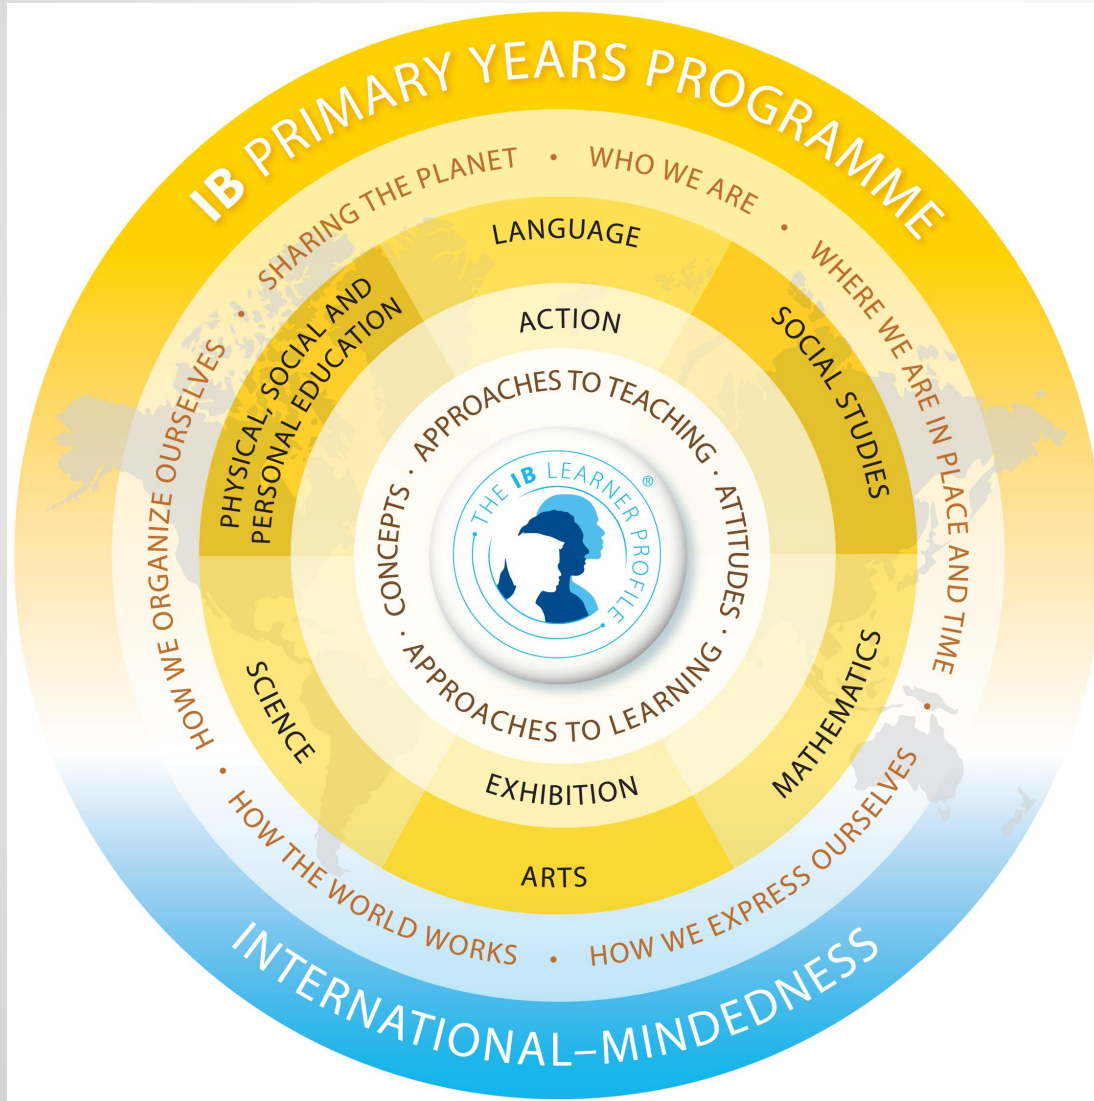 IB PRIMARY YEARS PROGRAMME
SHARING THE PLANET • WHO WE ARE • WHERE WE ARE IN PLACE AND TIME • HOW WE EXPRESS OURSELVES • HOW THE WORLD WORKS • HOW WE ORGANIZE OURSELVES •
LANGUAGE
SOCIAL STUDIES
MATHEMATICS
ARTS
SCIENCE
PHYSICAL, SOCIAL AND
PERSONAL EDUCATION
ACTION
EXHIBITION
APPROACHES TO TEACHING · ATTITUDES · APPROACHES TO LEARNING · CONCEPTS ·
THE IB LEARNER PROFILE ®
INTERNATIONAL–MINDEDNESS